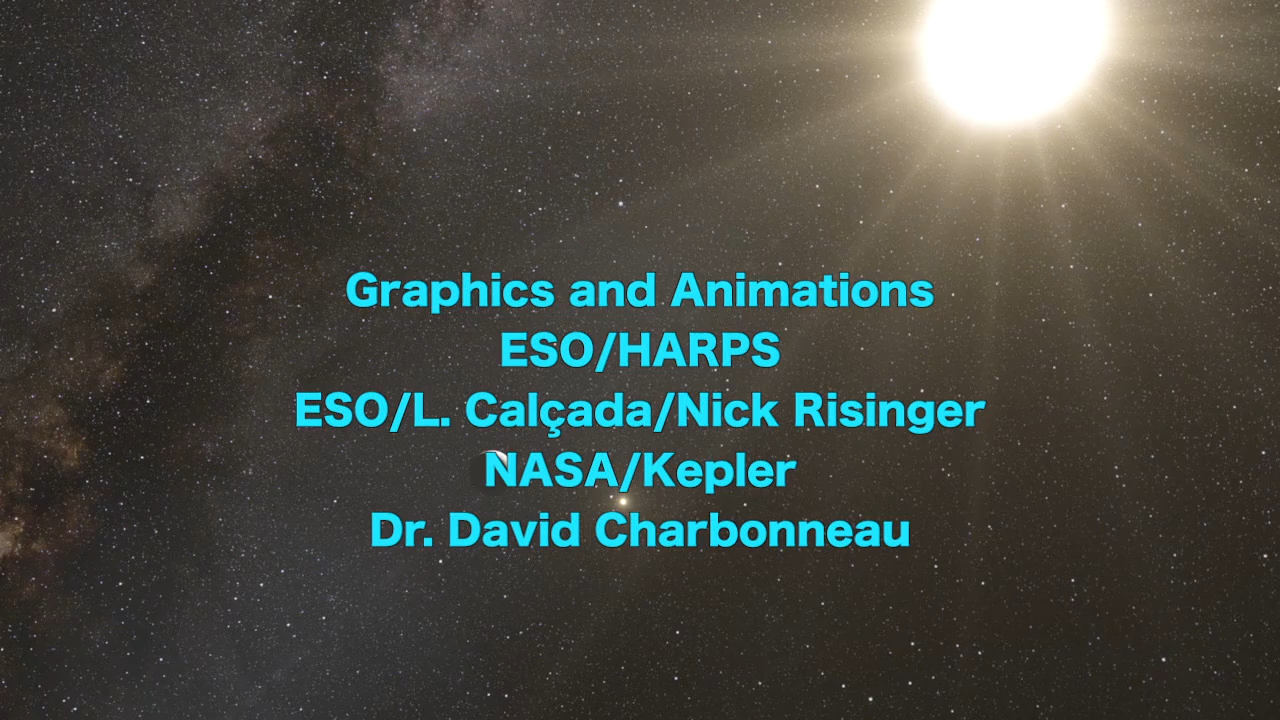 Graphics and Animations
ESO/HARPS
ESO/L. Calçada/Nick Risinger
NASA/Kepler
Dr. David Charbonneau